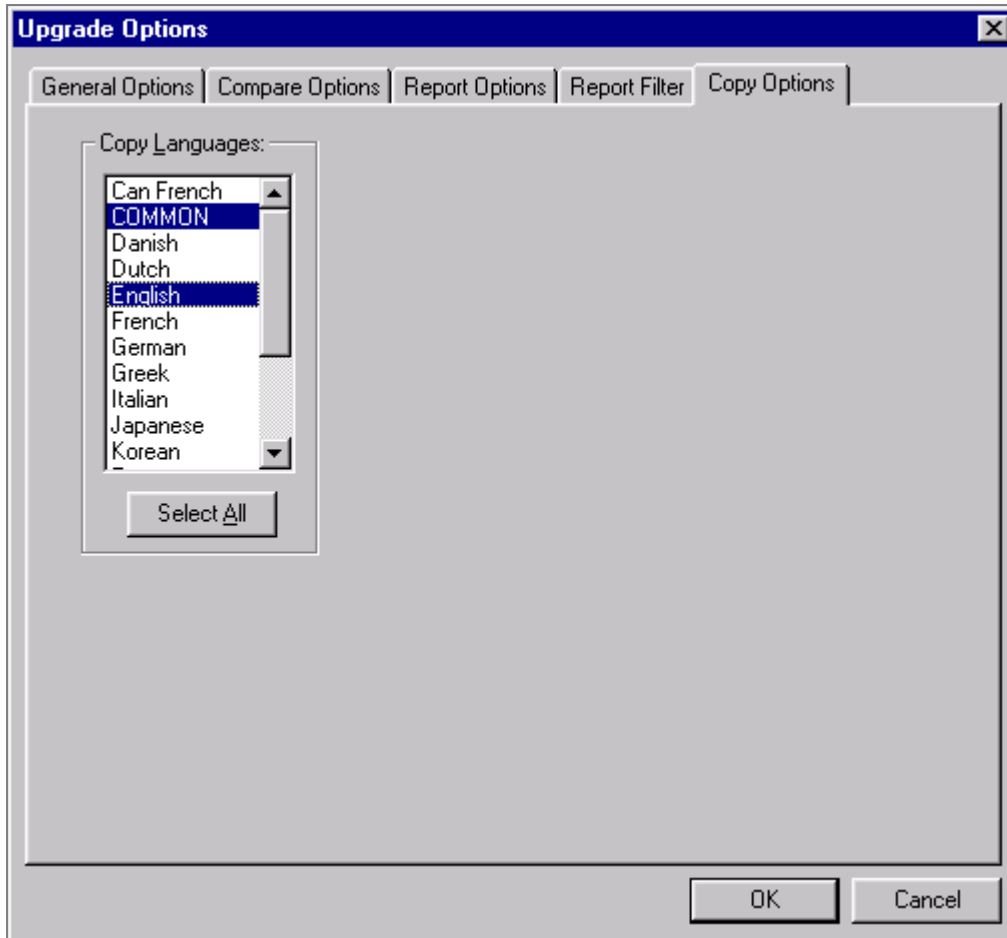 Upgrade Options
General Options Compare Options Report Options Report Filter Copy Options
Copy Languages:
Can French
COMMON
Danish
Dutch
English
French
German
Greek
Italian
Japanese
Korean
Select All
OK Cancel